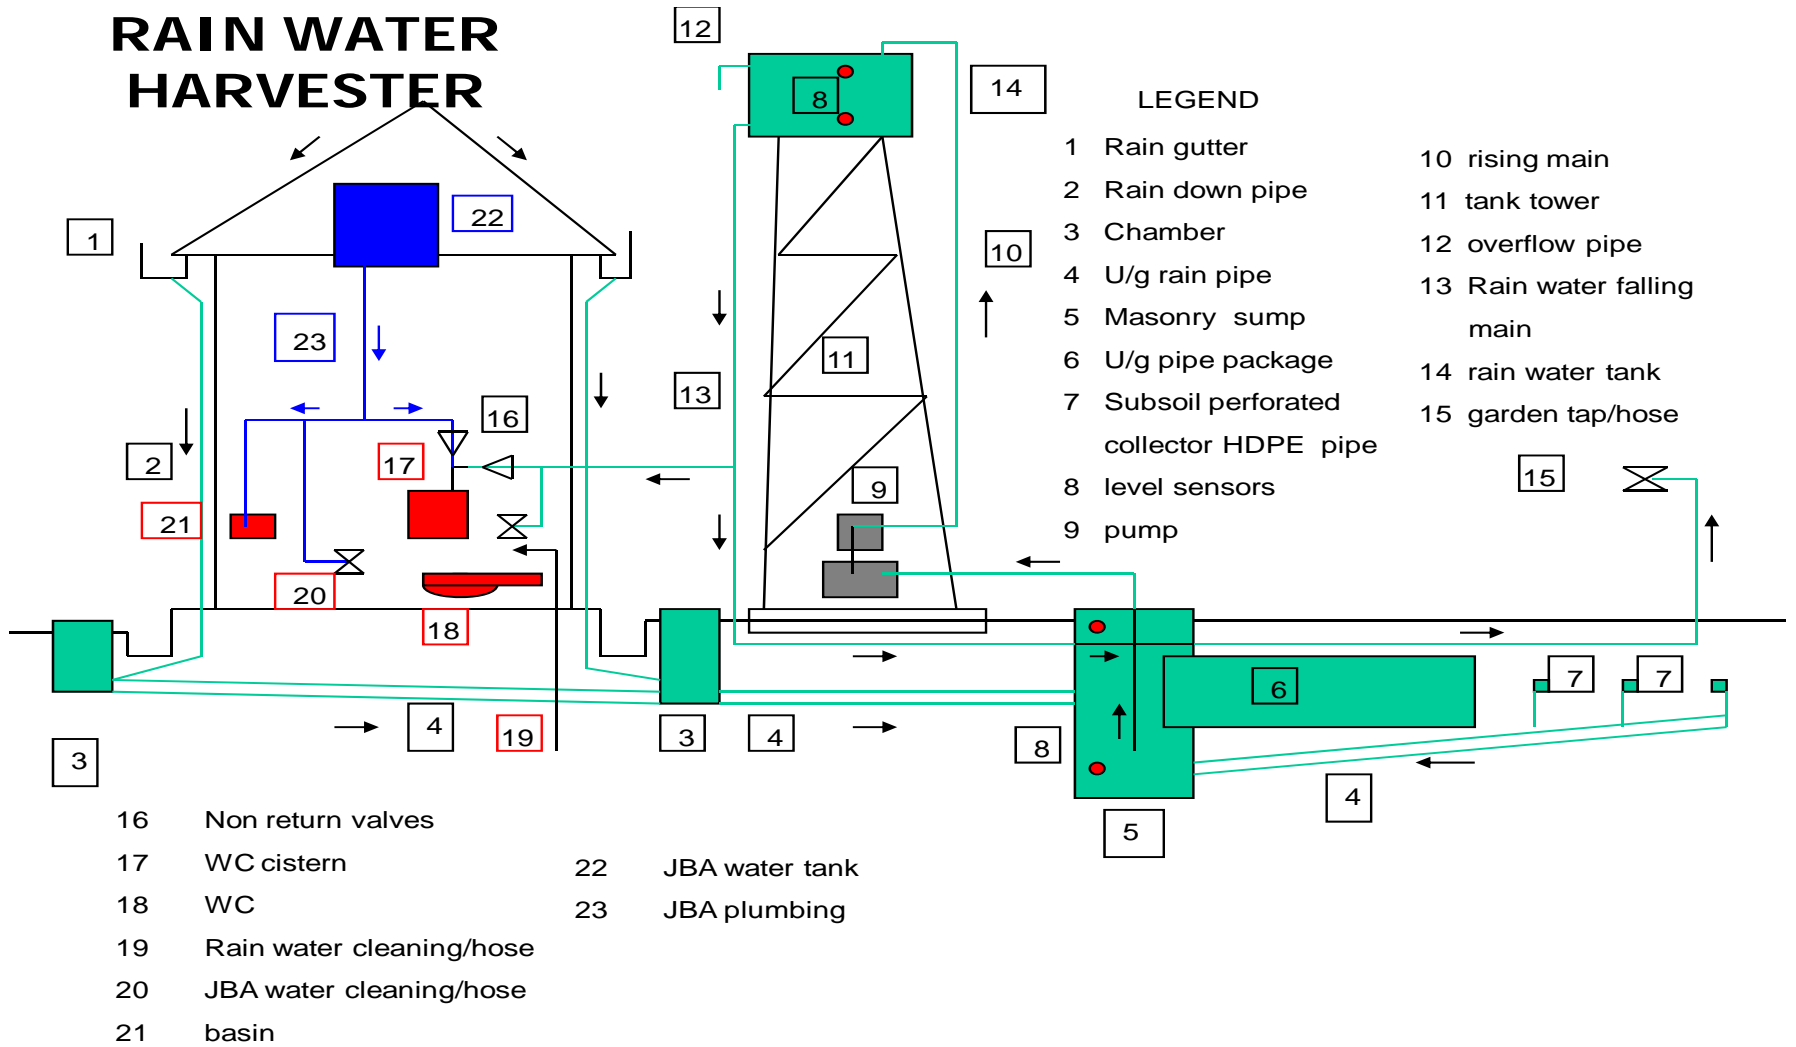 RAIN WATER
HARVESTER
12
8
14
LEGEND
1 Rain gutter
2 Rain down pipe
3 Chamber
4 U/g rain pipe
5 Masonry sump
6 U/g pipe package
7 Subsoil perforated
collector HDPE pipe
8 level sensors
9 pump
10 rising main
11 tank tower
12 overflow pipe
13 Rain water falling
main
14 rain water tank
15 garden tap/hose
22
1
10
23
11
13
16
2
17
9
15
21
20
18
6
7
7
4
19
3
4
8
3
4
5
16 Non return valves
17 WC cistern
18 WC
19 Rain water cleaning/hose
20 JBA water cleaning/hose
21 basin
22 JBA water tank
23 JBA plumbing